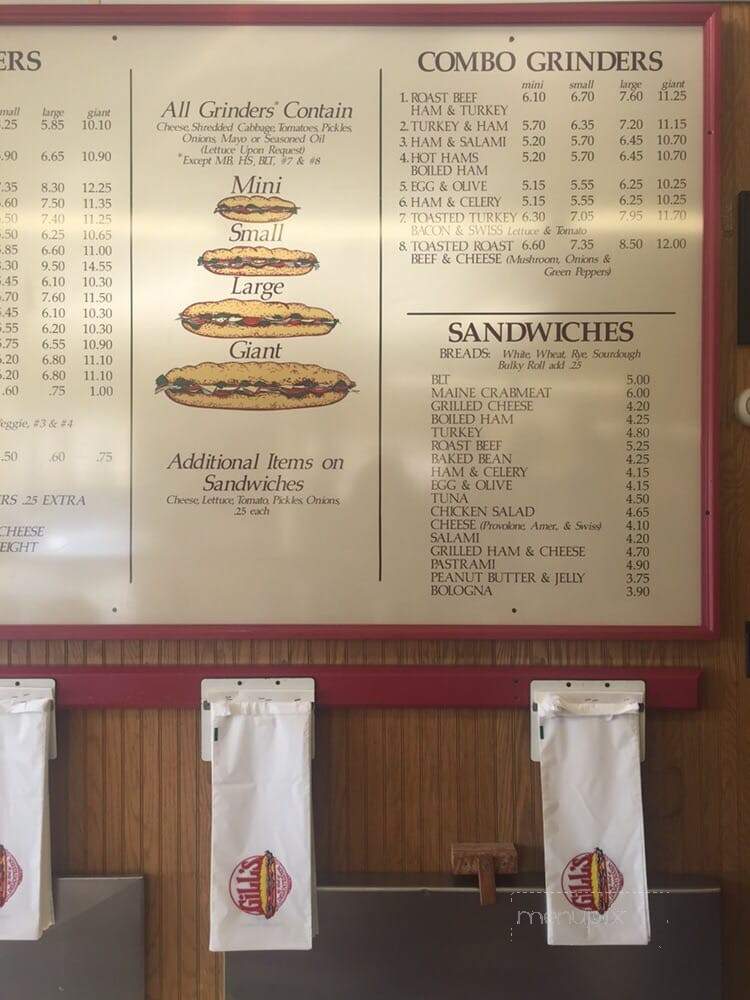 ERS
mall large giant
.25 5.85 10.10
.90 6.65 10.90
.35 8.30 12.25
.60 7.50 11.35
.50 7.40 11.25
.50 6.25 10.65
.85 6.60 11.00
.30 9.50 14.55
.45 6.10 10.30
.70 7.60 11.50
.45 6.10 10.30
.55 6.20 10.30
.75 6.55 10.90
.20 6.80 11.10
.20 6.80 11.10
.60 .75 1.00
eggie, #3 & #4
.50 .60 .75
ERS .25 EXTRA
CHEESE
EIGHT
All Grinders* Contain
Cheese, Shredded Cabbage, Tomatoes, Pickles,
Onions, Mayo or Seasoned Oil
(Lettuce Upon Request)
*Except MB, HS, BLT, #7 & #8
Mini
Small
Large
Giant
Additional Items on
Sandwiches
Cheese, Lettuce, Tomato, Pickles, Onions,
.25 each
COMBO GRINDERS
mini small large giant
1. ROAST BEEF 6.10 6.70 7.60 11.25
HAM & TURKEY
2. TURKEY & HAM 5.70 6.35 7.20 11.15
3. HAM & SALAMI 5.20 5.70 6.45 10.70
4. HOT HAMS 5.20 5.70 6.45 10.70
BOILED HAM
5. EGG & OLIVE 5.15 5.55 6.25 10.25
6. HAM & CELERY 5.15 5.55 6.25 10.25
7. TOASTED TURKEY 6.30 7.05 7.95 11.70
BACON & SWISS Lettuce & Tomato
8. TOASTED ROAST 6.60 7.35 8.50 12.00
BEEF & CHEESE (Mushroom, Onions &
Green Peppers)
SANDWICHES
BREADS: White, Wheat, Rye, Sourdough
Bulky Roll add .25
BLT 5.00
MAINE CRABMEAT 6.00
GRILLED CHEESE 4.20
BOILED HAM 4.25
TURKEY 4.80
ROAST BEEF 5.25
BAKED BEAN 4.25
HAM & CELERY 4.15
EGG & OLIVE 4.15
TUNA 4.50
CHICKEN SALAD 4.65
CHEESE (Provolone, Amer., & Swiss) 4.10
SALAMI 4.20
GRILLED HAM & CHEESE 4.70
PASTRAMI 4.90
PEANUT BUTTER & JELLY 3.75
BOLOGNA 3.90
GILL'S
GILL'S
menupix